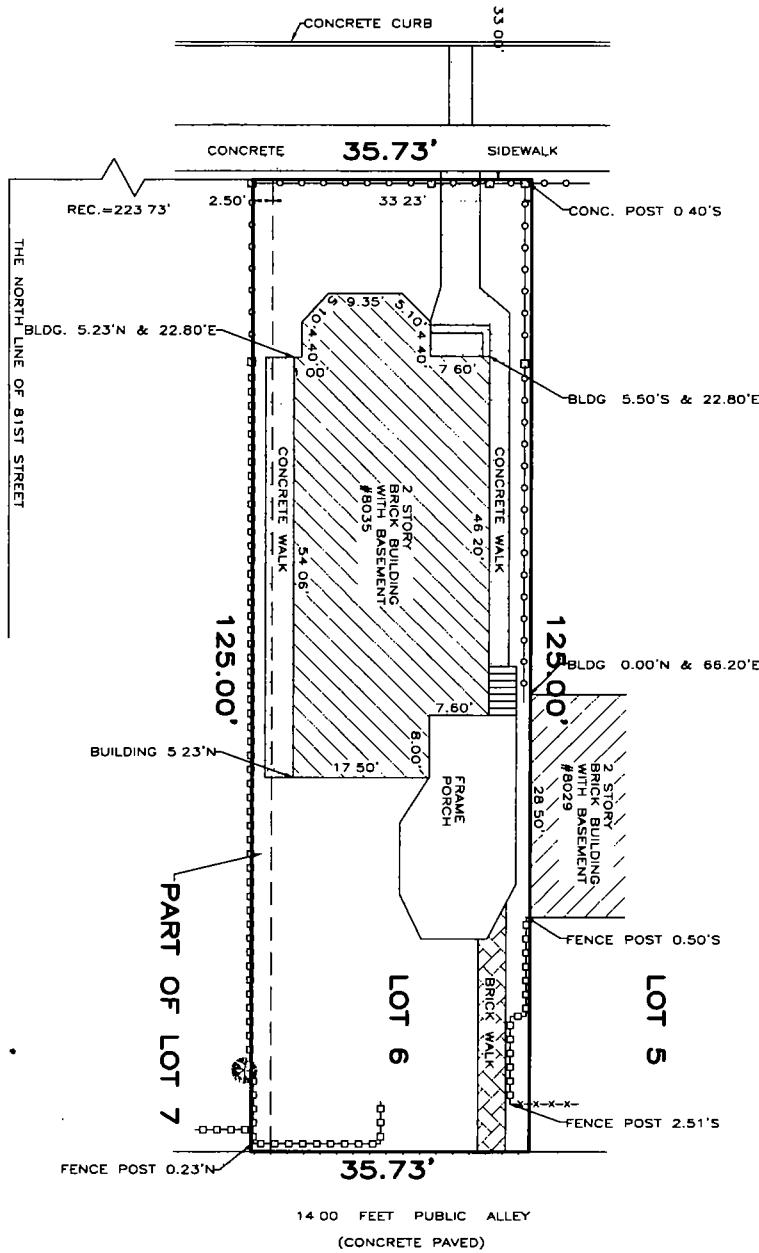 CONCRETE CURB
33 00'
CONCRETE
35.73'
SIDEWALK
REC.=223 73'
2.50'
33 23'
CONC. POST 0 40'S
THE NORTH LINE OF 81ST STREET
BLDG. 5.23'N & 22.80'E
5 10'
9.35'
5.10'
4.40'
00'
4 40'
7 60'
BLDG 5.50'S & 22.80'E
CONCRETE WALK
54 06'
2 STORY
BRICK BUILDING
WITH BASEMENT
#8035
46 20'
CONCRETE WALK
125.00'
125.00'
BLDG 0.00'N & 66.20'E
7.60'
8.00'
BUILDING 5 23'N
17 50'
FRAME
PORCH
28 50'
2 STORY
BRICK BUILDING
WITH BASEMENT
#8029
PART OF LOT 7
LOT 6
BRICK WALK
LOT 5
FENCE POST 0.50'S
FENCE POST 2.51'S
FENCE POST 0.23'N
35.73'
14 00 FEET PUBLIC ALLEY
(CONCRETE PAVED)